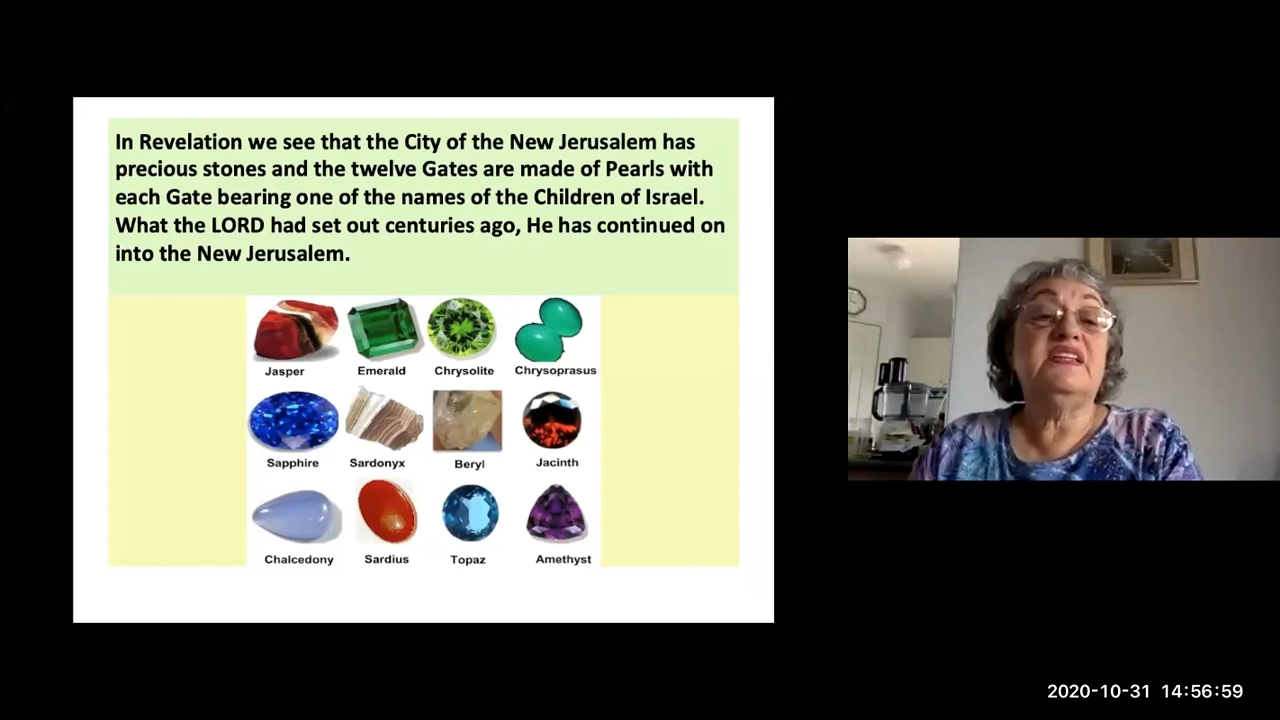 In Revelation we see that the City of the New Jerusalem has
precious stones and the twelve Gates are made of Pearls with
each Gate bearing one of the names of the Children of Israel.
What the LORD had set out centuries ago, He has continued on
into the New Jerusalem.
Jasper Emerald Chrysolite Chrysoprasus
Sapphire Sardonyx Beryl Jacinth
Chalcedony Sardius Topaz Amethyst
2020-10-31 14:56:59